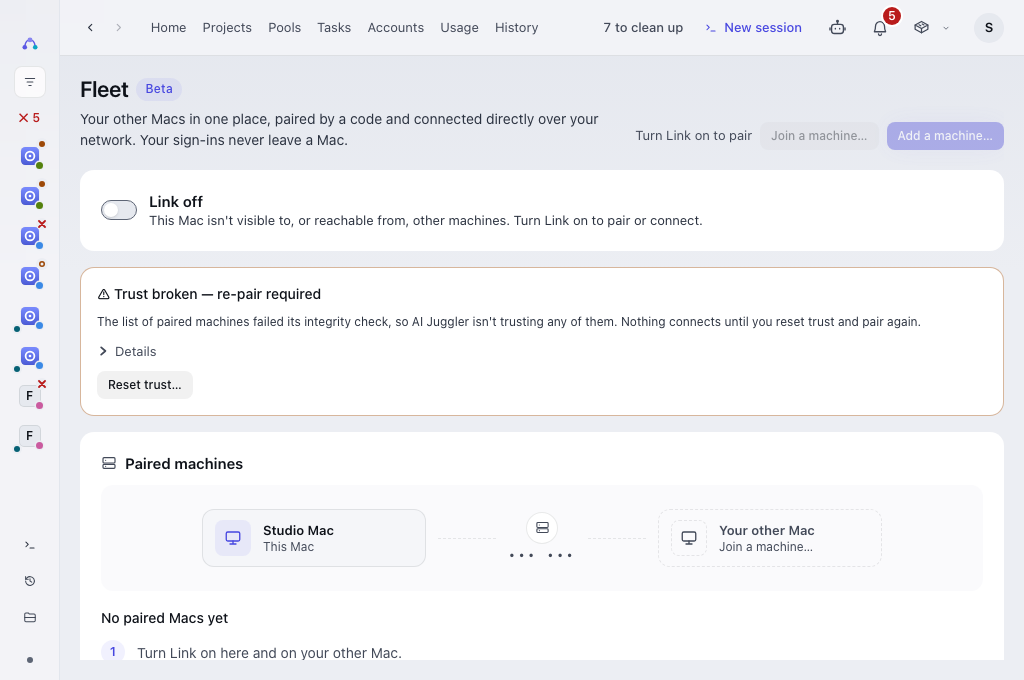 Home Projects Pools Tasks Accounts Usage History 7 to clean up New session 5 S
5
F
F
Fleet Beta
Your other Macs in one place, paired by a code and connected directly over your
network. Your sign-ins never leave a Mac.
Turn Link on to pair Join a machine... Add a machine...
Link off
This Mac isn't visible to, or reachable from, other machines. Turn Link on to pair or connect.
Trust broken — re-pair required
The list of paired machines failed its integrity check, so AI Juggler isn't trusting any of them. Nothing connects until you reset trust and pair again.
Details
Reset trust...
Paired machines
Studio Mac
This Mac
Your other Mac
Join a machine...
No paired Macs yet
1 Turn Link on here and on your other Mac.